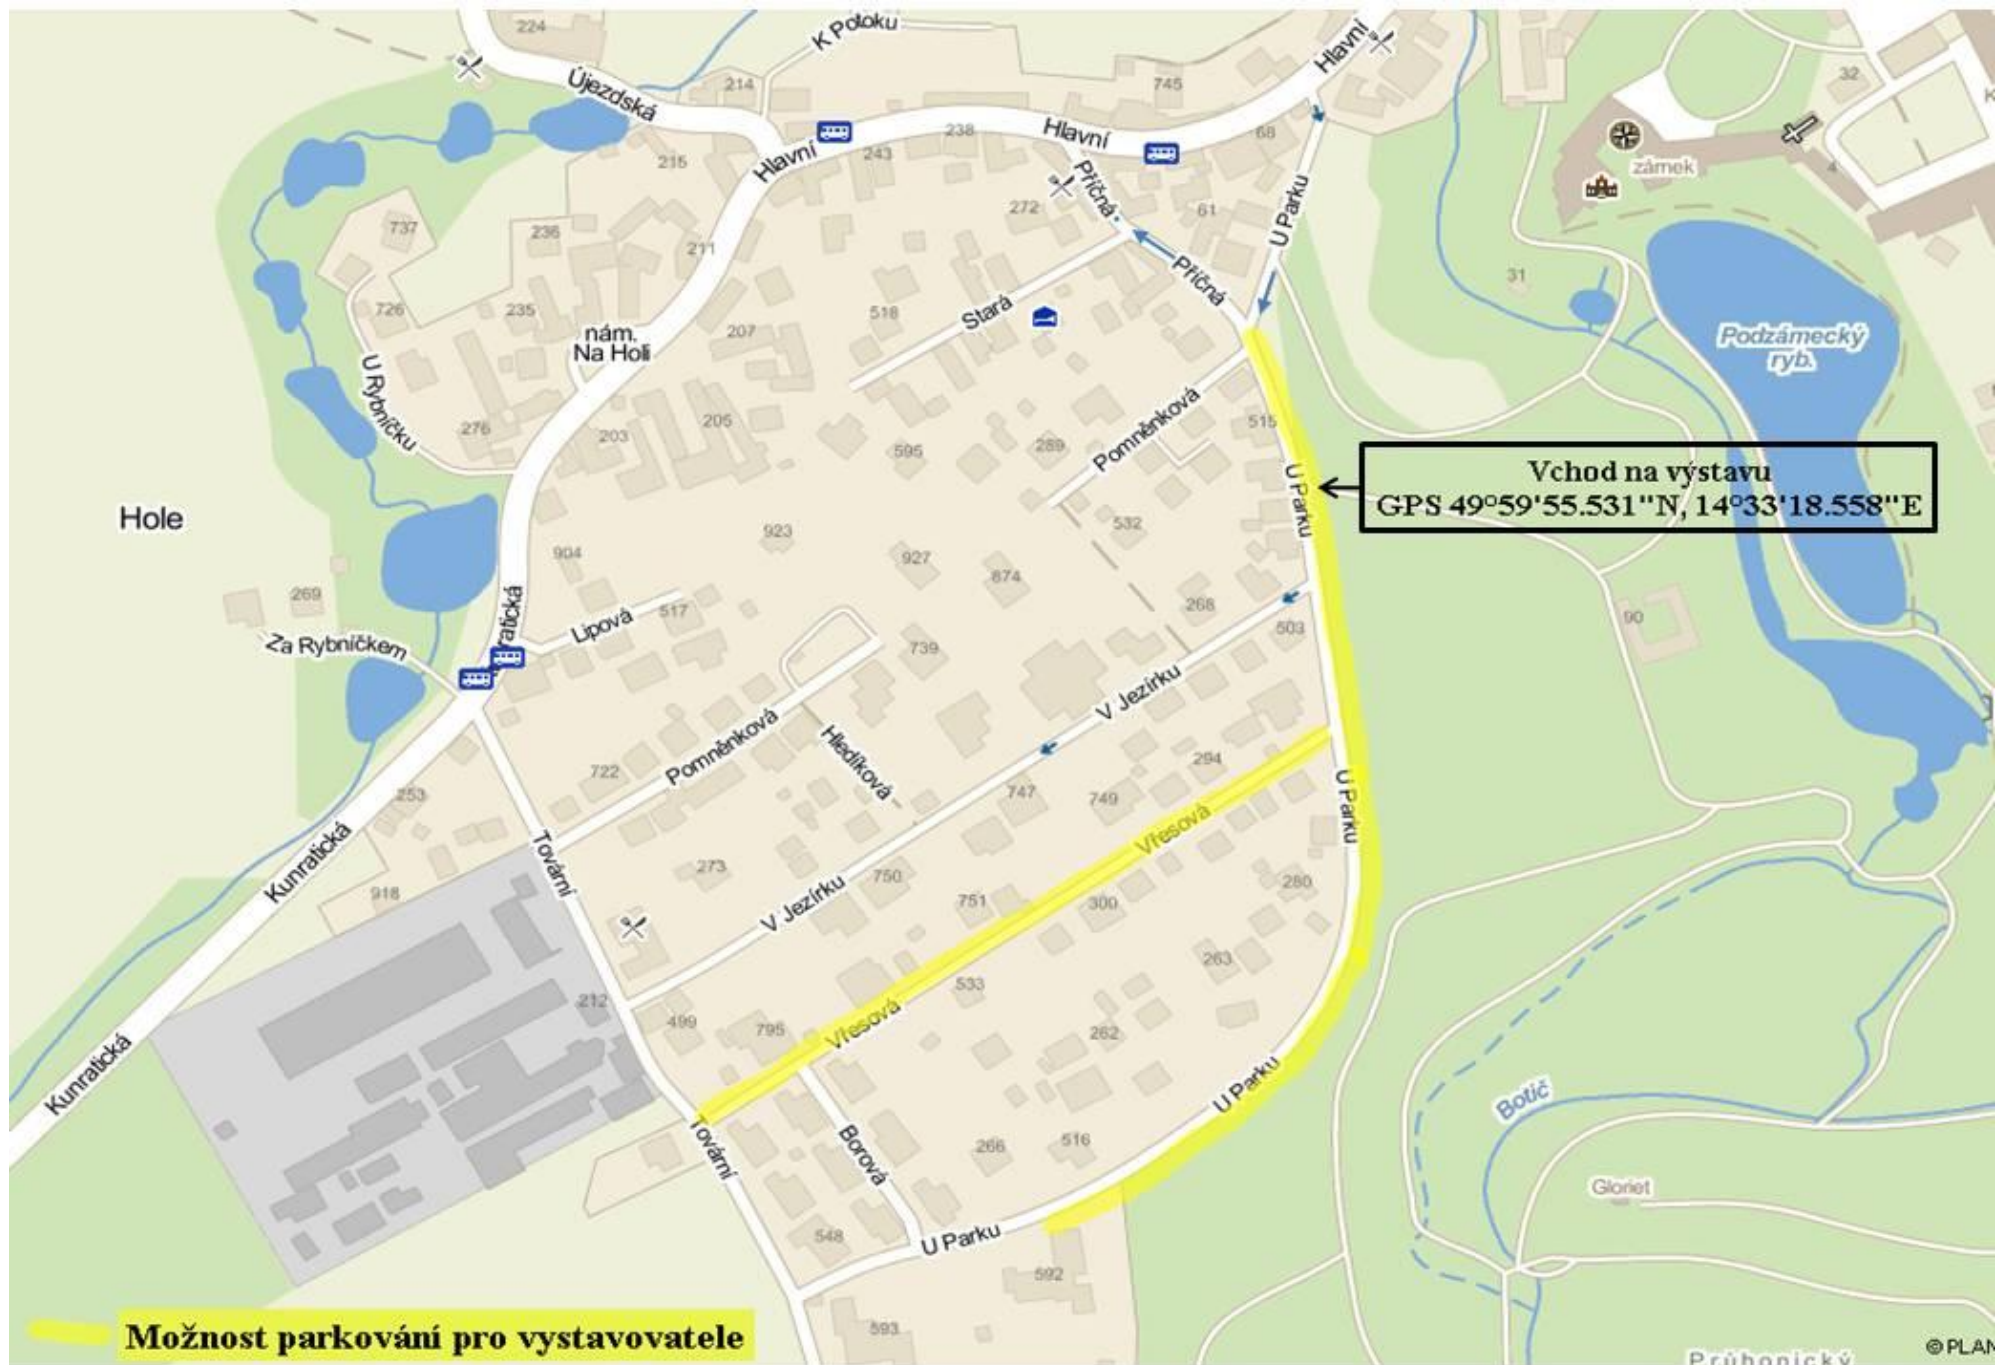 224
K Potoku
Hlavní
Újezdská
214
745
32
Hlavní
215
243
238
Hlavní
68
zámek
4
Příčná
272
61
U Parku
737
236
211
Příčná
31
726
235
nám.
Na Holi
207
518
Stará
Podzámecký
ryb.
U Rybníčku
276
203
205
595
289
Pomněnková
515
U Parku
Vchod na výstavu
GPS 49°59'55.531"N, 14°33'18.558"E
Hole
923
532
904
927
874
269
517
Lipová
268
503
90
Za Rybníčkem
739
V Jezírku
Pomněnková
Hledíková
722
294
747
749
U Parku
253
Vřesová
Kunratická
Tovární
273
750
V Jezírku
918
751
300
280
263
533
212
499
795
Vřesová
262
Kunratická
U Parku
Botič
Tovární
Borová
266
516
Gloriet
548
U Parku
592
593
Možnost parkování pro vystavovatele
© PLAN